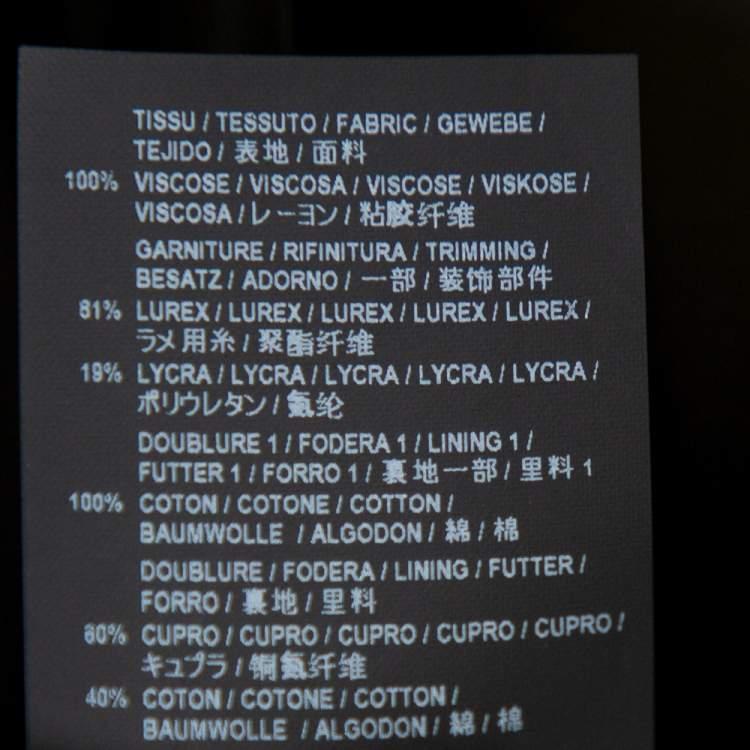 TISSU / TESSUTO / FABRIC / GEWEBE /
TEJIDO / 表地 / 面料
100% VISCOSE / VISCOSA / VISCOSE / VISKOSE /
VISCOSA / レーヨン / 粘胶纤维
GARNITURE / RIFINITURA / TRIMMING /
BESATZ / ADORNO / 一部 / 装饰部件
81% LUREX / LUREX / LUREX / LUREX / LUREX /
ラメ用糸 / 聚酯纤维
19% LYCRA / LYCRA / LYCRA / LYCRA / LYCRA /
ポリウレタン / 氨纶
DOUBLURE 1 / FODERA 1 / LINING 1 /
FUTTER 1 / FORRO 1 / 裏地一部 / 里料 1
100% COTON / COTONE / COTTON /
BAUMWOLLE / ALGODON / 綿 / 棉
DOUBLURE / FODERA / LINING / FUTTER /
FORRO / 裏地 / 里料
60% CUPRO / CUPRO / CUPRO / CUPRO / CUPRO /
キュプラ / 铜氨纤维
40% COTON / COTONE / COTTON /
BAUMWOLLE / ALGODON / 綿 / 棉